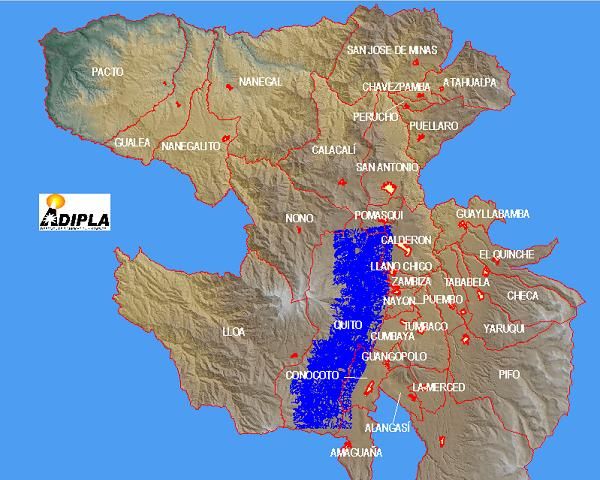 SAN JOSE DE MINAS
PACTO
NANEGAL
CHAVEZPAMBA
ATAHUALPA
PERUCHO
PUELLARO
GUALEA
NANEGALITO
CALACALÍ
SAN ANTONIO
ADIPLA
NONO
POMASQUI
GUAYLLABAMBA
CALDERON
EL QUINCHE
LLANO CHICO
ZAMBIZA
TABABELA
CHECA
NAYON
PUEMBO
LLOA
QUITO
TUMBACO
YARUQUI
CUMBAYA
GUANGOPOLO
PIFO
CONOCOTO
LA-MERCED
ALANGASÍ
AMAGUAÑA